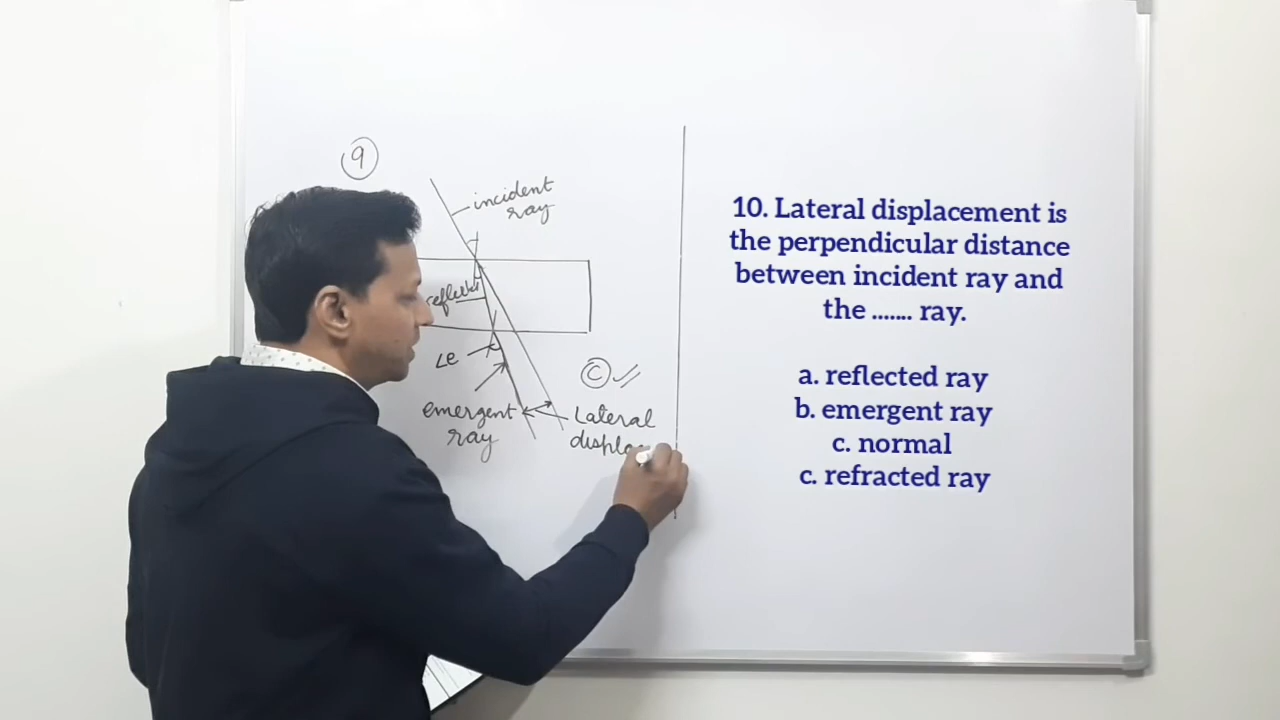 9
incident
ray
∠e
emergent
ray
C
Lateral
10. Lateral displacement is
the perpendicular distance
between incident ray and
the ....... ray.
a. reflected ray
b. emergent ray
c. normal
c. refracted ray